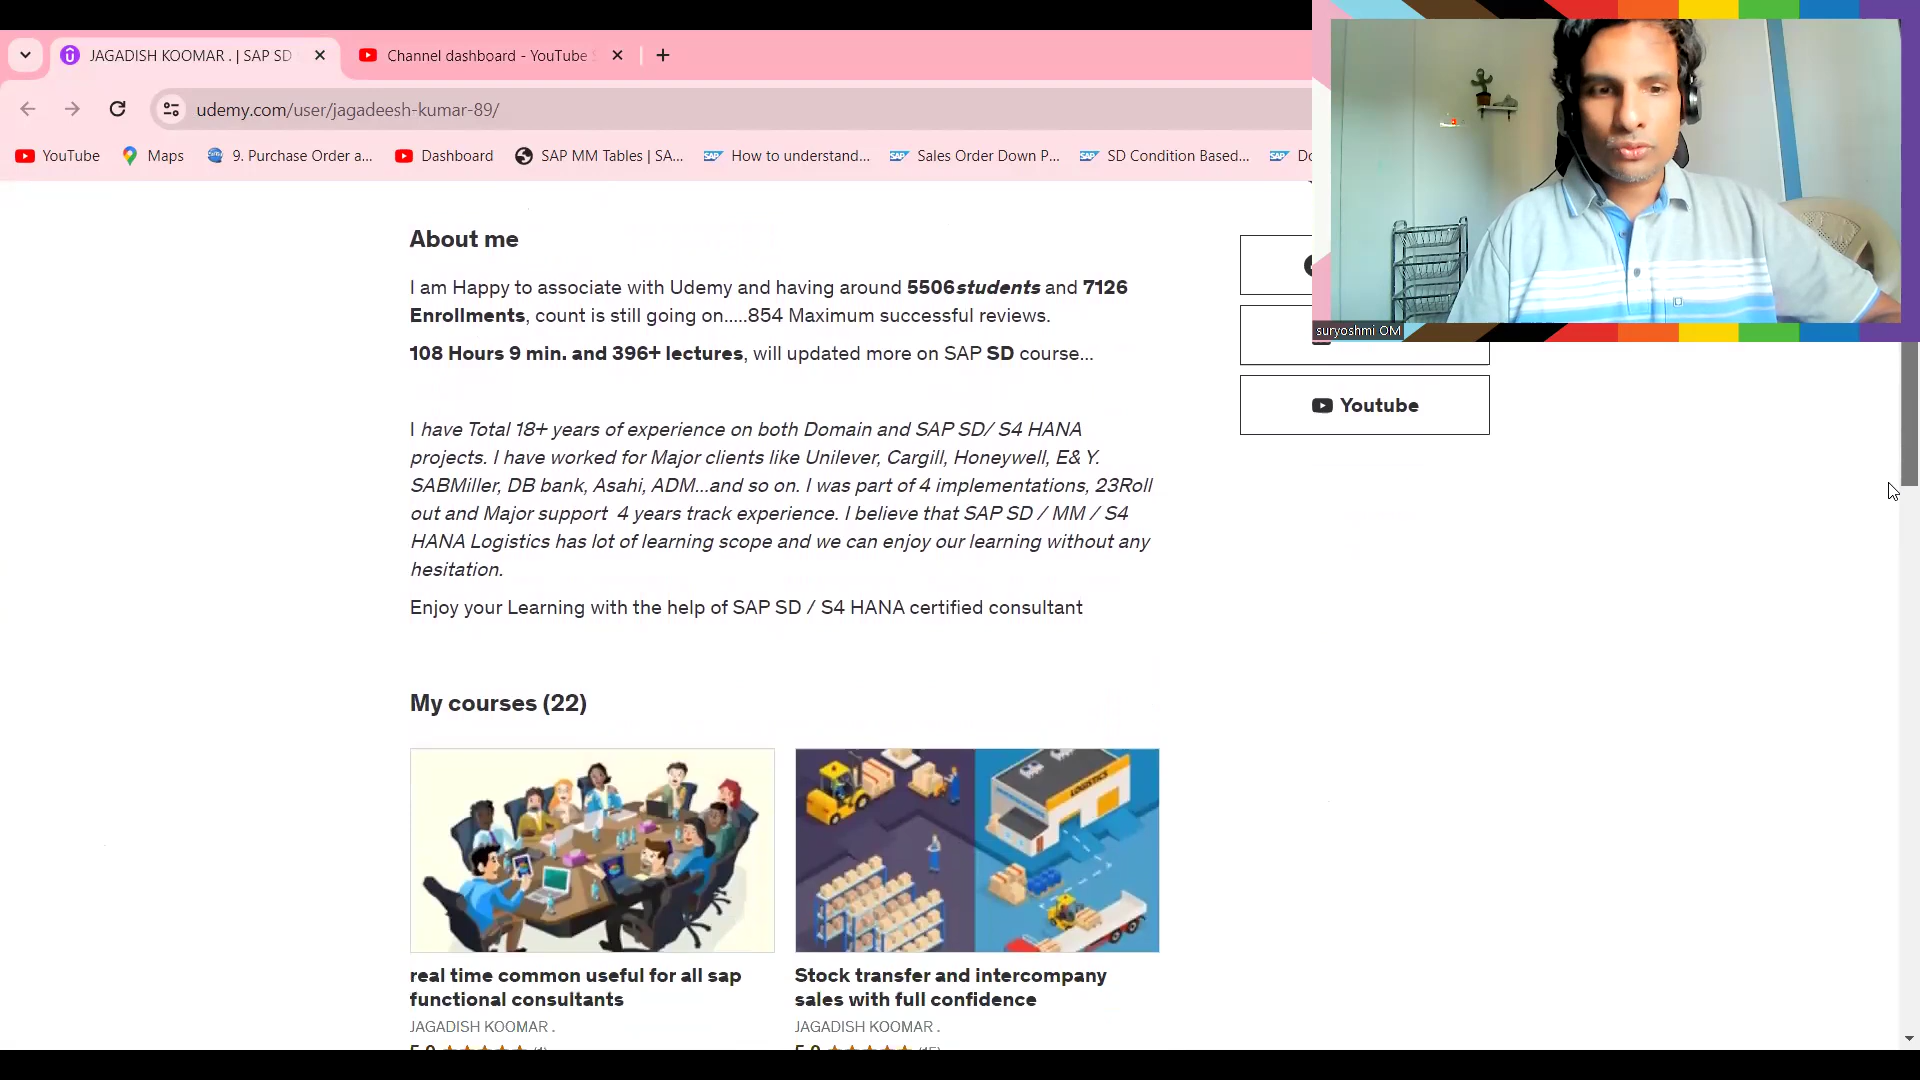 JAGADISH KOOMAR . | SAP SD
Channel dashboard - YouTube S
udemy.com/user/jagadeesh-kumar-89/
YouTube
Maps
9. Purchase Order a...
Dashboard
SAP MM Tables | SA...
How to understand...
Sales Order Down P...
SD Condition Based...
Do
suryoshmi OM
About me
I am Happy to associate with Udemy and having around 5506students and 7126
Enrollments, count is still going on.....854 Maximum successful reviews.
108 Hours 9 min. and 396+ lectures, will updated more on SAP SD course...
I have Total 18+ years of experience on both Domain and SAP SD/ S4 HANA
projects. I have worked for Major clients like Unilever, Cargill, Honeywell, E& Y.
SABMiller, DB bank, Asahi, ADM...and so on. I was part of 4 implementations, 23Roll
out and Major support 4 years track experience. I believe that SAP SD / MM / S4
HANA Logistics has lot of learning scope and we can enjoy our learning without any
hesitation.
Enjoy your Learning with the help of SAP SD / S4 HANA certified consultant
Youtube
My courses (22)
LOGISTICS
real time common useful for all sap
functional consultants
JAGADISH KOOMAR .
Stock transfer and intercompany
sales with full confidence
JAGADISH KOOMAR .